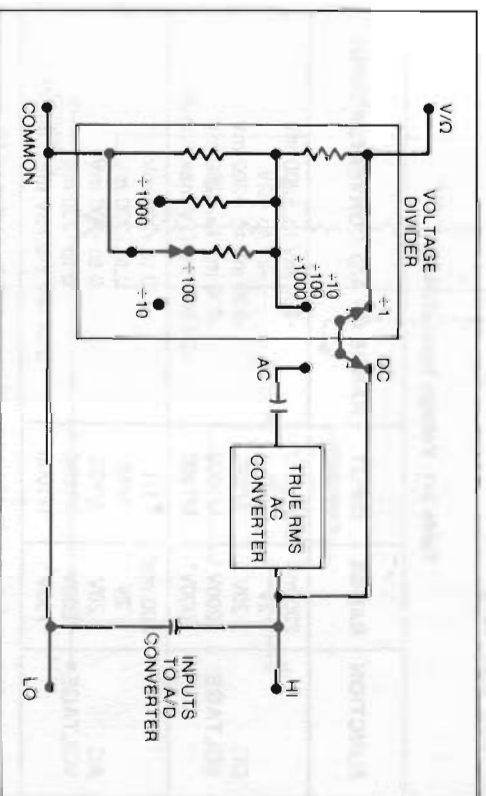 V/Ω
VOLTAGE
DIVIDER
÷1
÷10
÷100
÷1000
DC
AC
TRUE RMS
AC
CONVERTER
HI
÷1000
÷100
÷10
INPUTS
TO A/D
CONVERTER
COMMON
LO